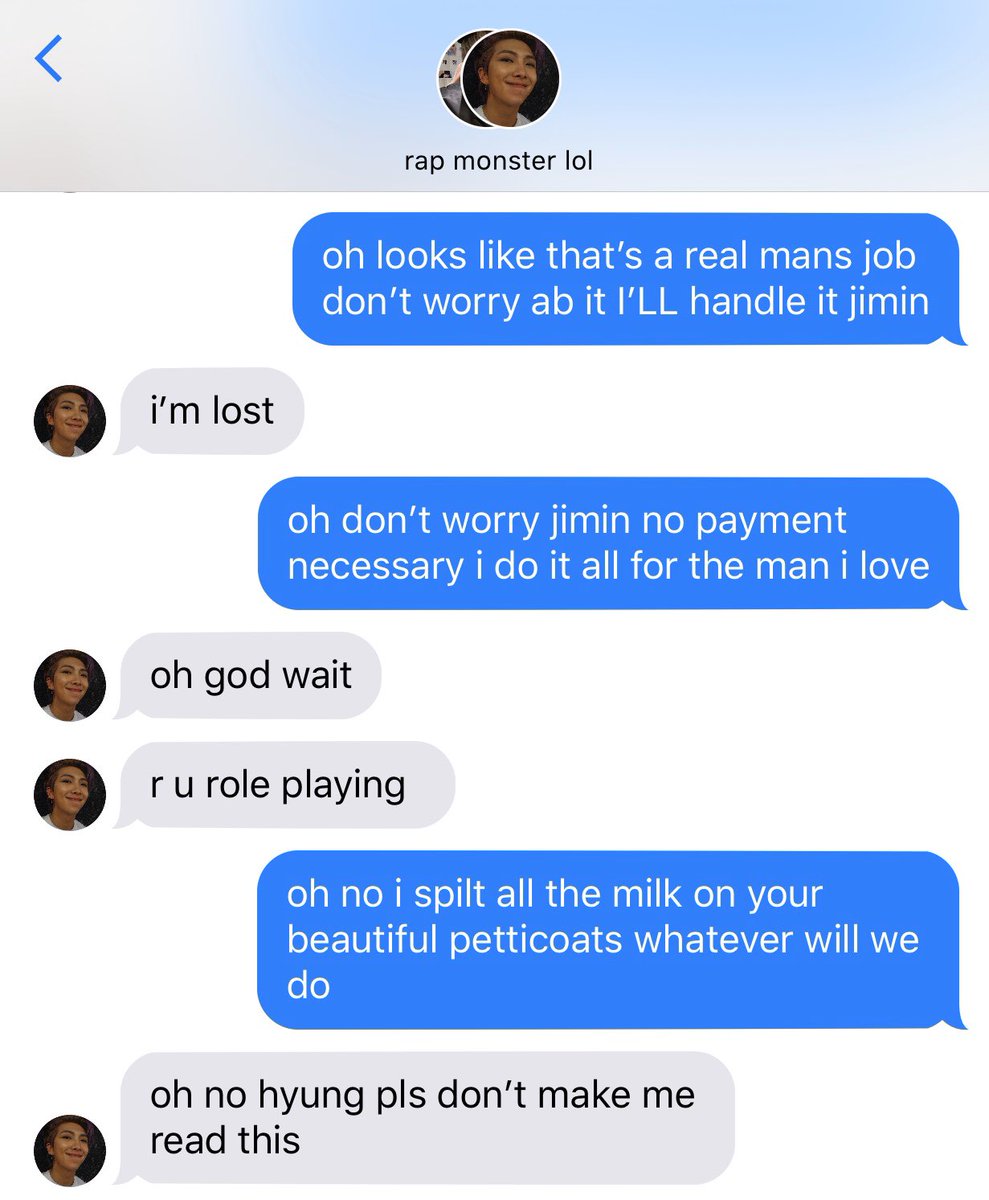 rap monster lol
oh looks like that’s a real mans job
don’t worry ab it I’LL handle it jimin
i’m lost
oh don’t worry jimin no payment
necessary i do it all for the man i love
oh god wait
r u role playing
oh no i spilt all the milk on your
beautiful petticoats whatever will we
do
oh no hyung pls don’t make me
read this